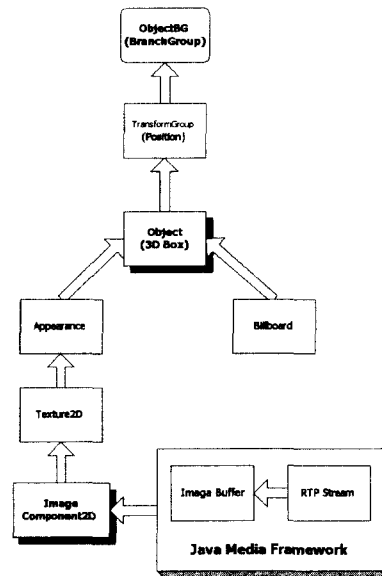 ObjectBG
(BranchGroup)
TransformGroup
(Position)
Object
(3D Box)
Appearance
Billboard
Texture2D
Image
Component2D
Image Buffer
RTP Stream
Java Media Framework